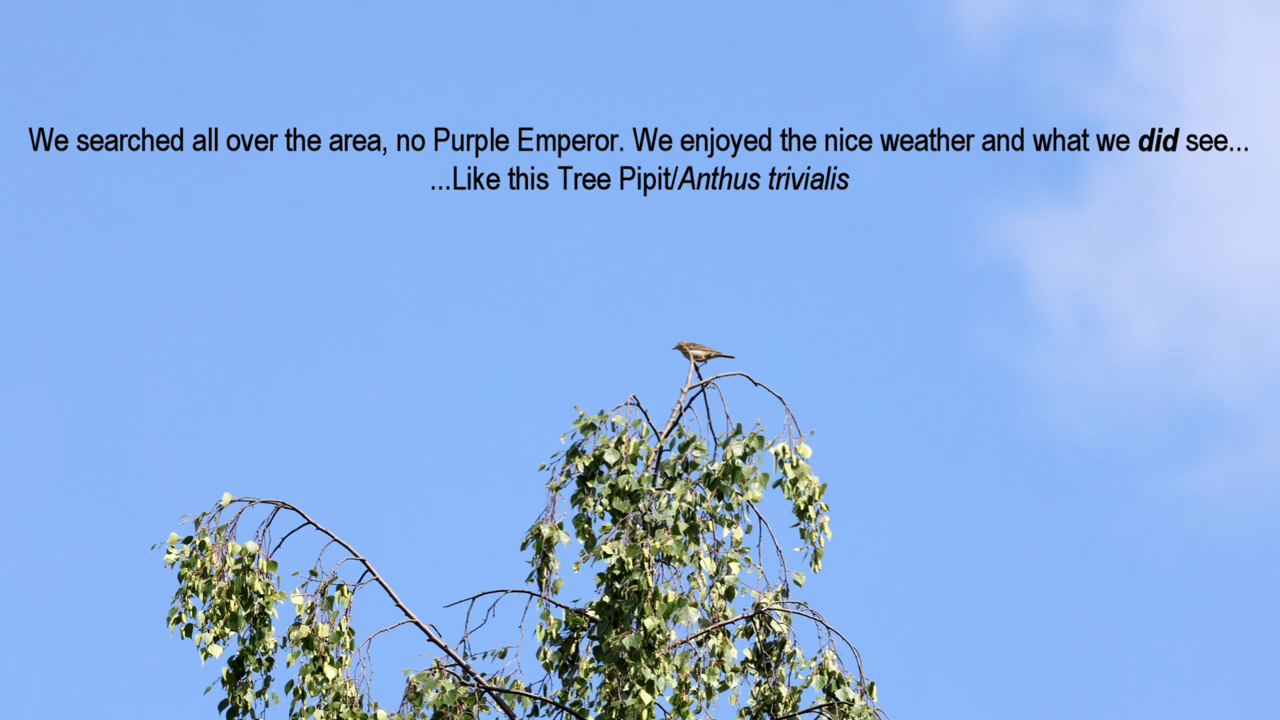 We searched all over the area, no Purple Emperor. We enjoyed the nice weather and what we did see...
...Like this Tree Pipit/Anthus trivialis